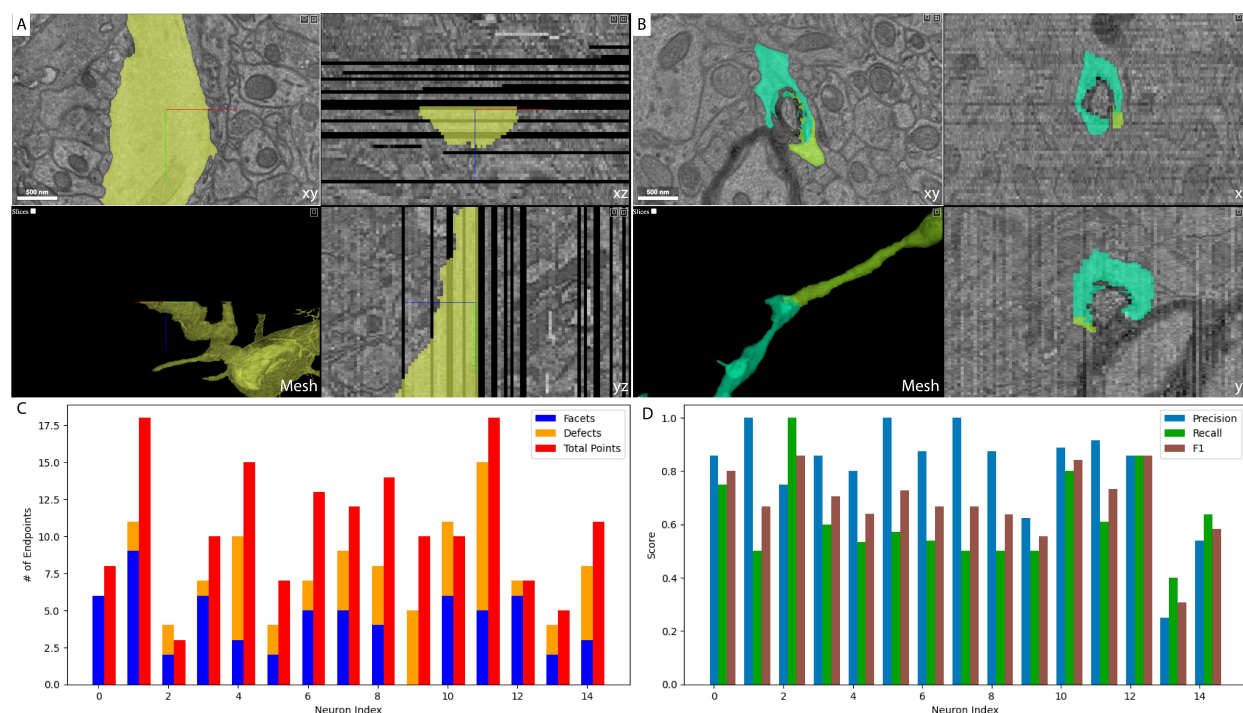 A
B
xy
500 nm
xz
xy
500 nm
x
Slices
Mesh
yz
Slices
Mesh
y
C
D
Facets
Defects
Total Points
Precision
Recall
F1
# of Endpoints
17.5
15.0
12.5
10.0
7.5
5.0
2.5
0.0
0 2 4 6 8 10 12 14
Neuron Index
Score
1.0
0.8
0.6
0.4
0.2
0.0
0 2 4 6 8 10 12 14
Neuron Index